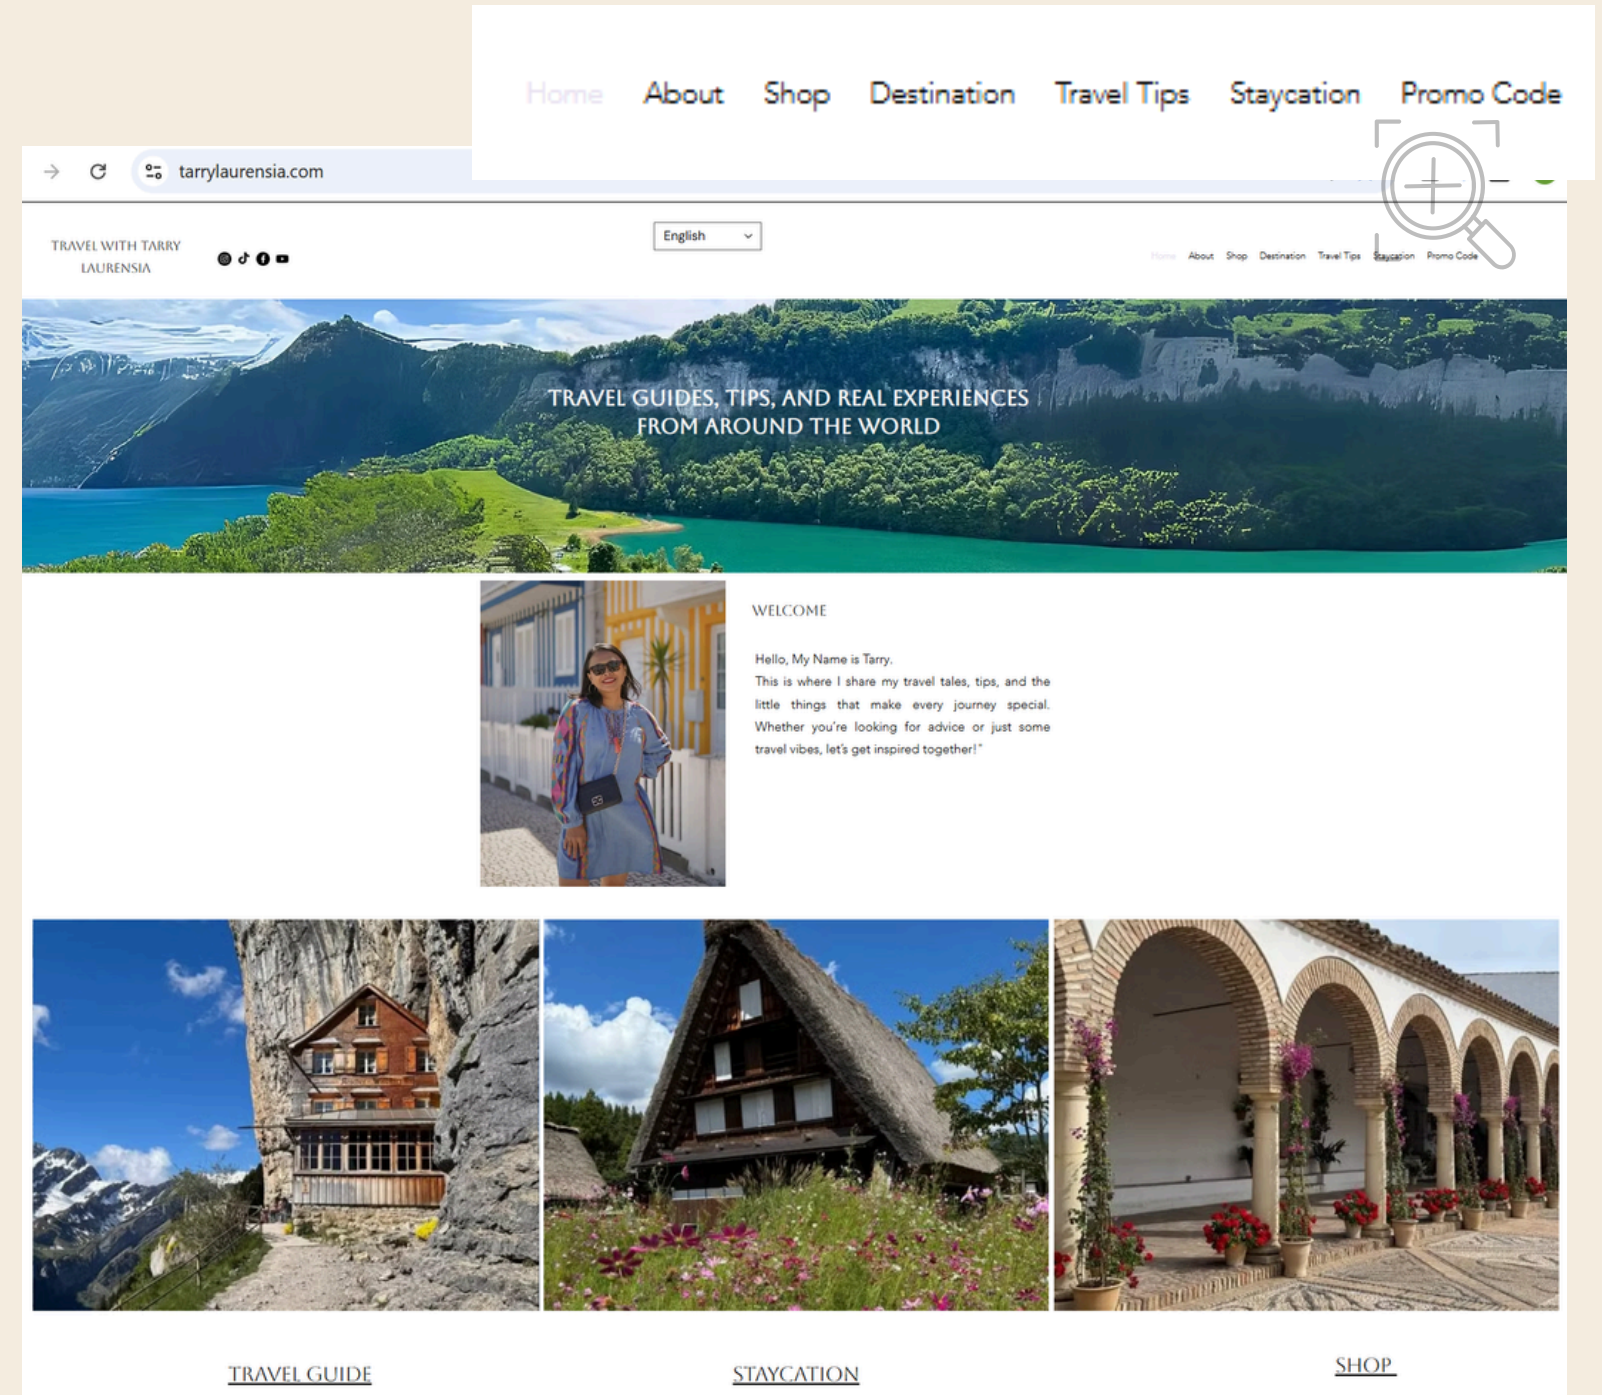 Home About Shop Destination Travel Tips Staycation Promo Code
tarrylaurensia.com
English
TRAVEL WITH TARRY
LAURENSIA
Home About Shop Destination Travel Tips Staycation Promo Code
TRAVEL GUIDES, TIPS, AND REAL EXPERIENCES
FROM AROUND THE WORLD
WELCOME
Hello, My Name is Tarry.
This is where I share my travel tales, tips, and the
little things that make every journey special.
Whether you're looking for advice or just some
travel vibes, let's get inspired together!"
TRAVEL GUIDE
STAYCATION
SHOP